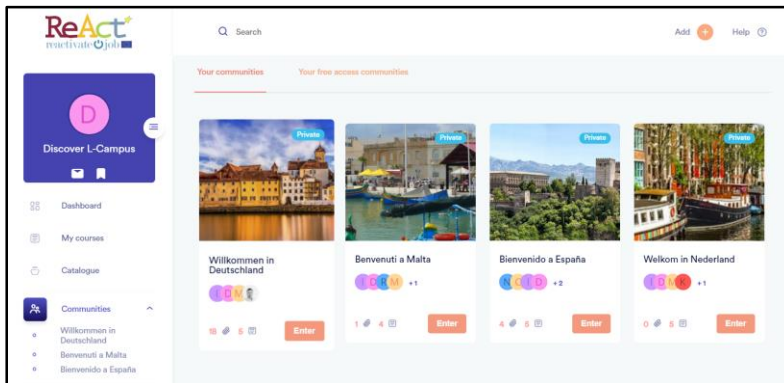 ReAct
reactivate job
Search
Add +
Help ?
D
Discover L-Campus
Dashboard
My courses
Catalogue
Communities
Willkommen in
Deutschland
Benvenuti a Malta
Bienvenido a España
Your communities
Your free access communities
Private
Willkommen in
Deutschland
I D M
18 5
Enter
Private
Benvenuti a Malta
I D R M +1
1 4
Enter
Private
Bienvenido a España
N C I D +2
4 5
Enter
Private
Welkom in Nederland
I D M K +1
0 5
Enter